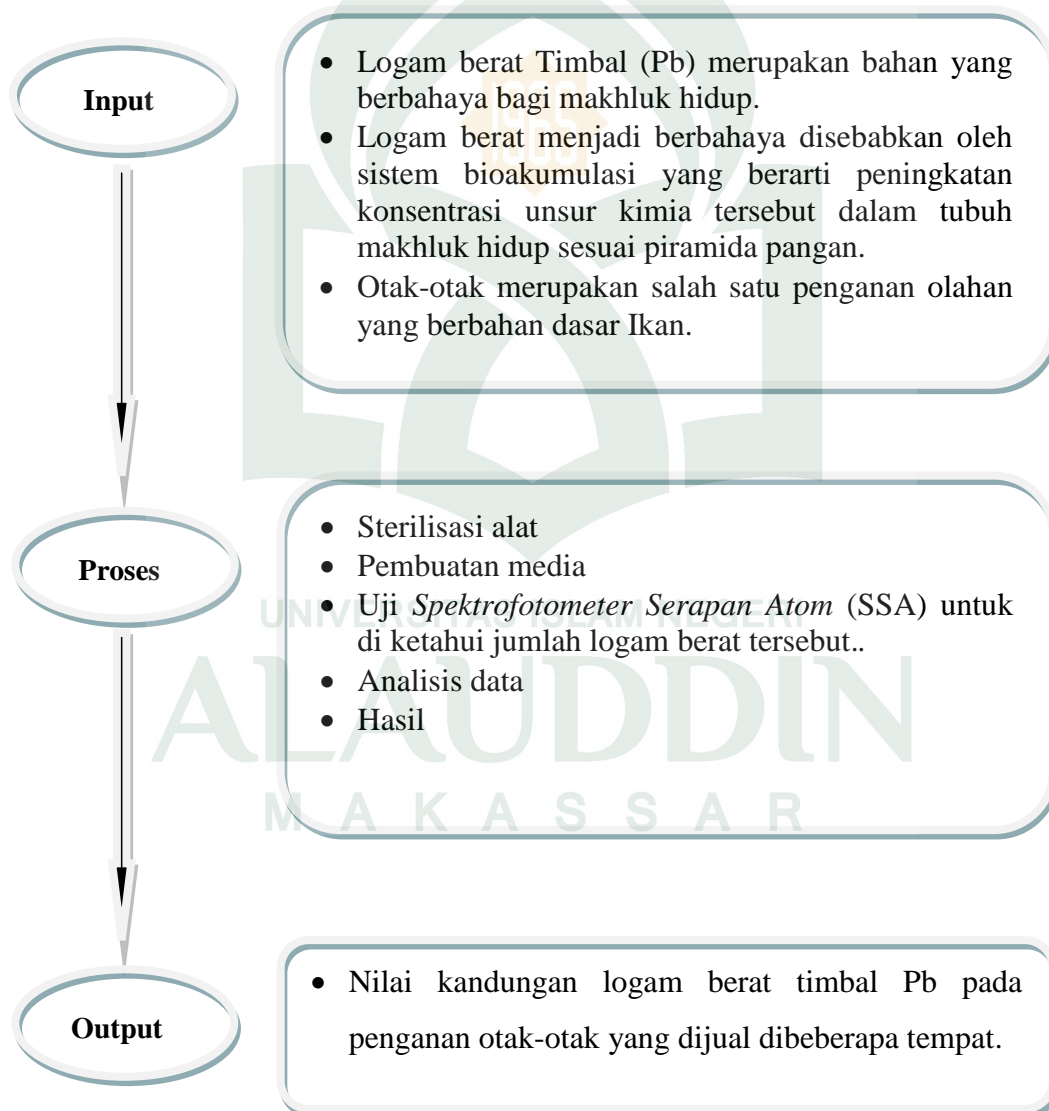 Input
• Logam berat Timbal (Pb) merupakan bahan yang
berbahaya bagi makhluk hidup.
• Logam berat menjadi berbahaya disebabkan oleh
sistem bioakumulasi yang berarti peningkatan
konsentrasi unsur kimia tersebut dalam tubuh
makhluk hidup sesuai piramida pangan.
• Otak-otak merupakan salah satu penganan olahan
yang berbahan dasar Ikan.
Proses
• Sterilisasi alat
• Pembuatan media
• Uji Spektrofotometer Serapan Atom (SSA) untuk
di ketahui jumlah logam berat tersebut..
• Analisis data
• Hasil
UNIVERSITAS ISLAM NEGERI
ALAUDDIN
MAKASSAR
Output
• Nilai kandungan logam berat timbal Pb pada
penganan otak-otak yang dijual dibeberapa tempat.
1965